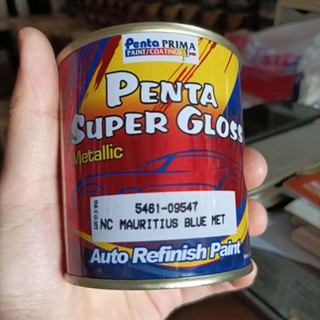 Penta PRIMA
PAINT/COATINGS
PENTA
SUPER GLOSS
Metallic
5461-09547
NC MAURITIUS BLUE MET
Auto Refinish Paint